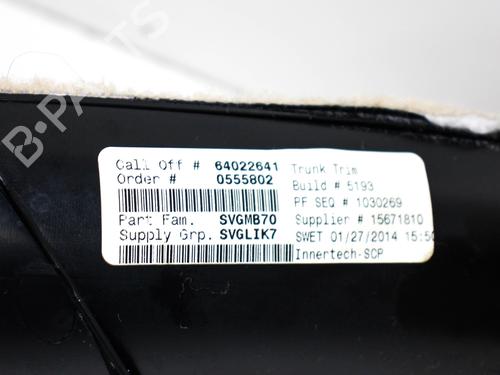 Call Off # 64022641
Order # 0555802
Part Fam. SVGMB70
Supply Grp. SVGLIK7
Trunk Trim
Build # 5193
PF SEQ # 1030269
Supplier # 15671810
SWET 01/27/2014 15:50
Innertech-SCP
B-PARTS